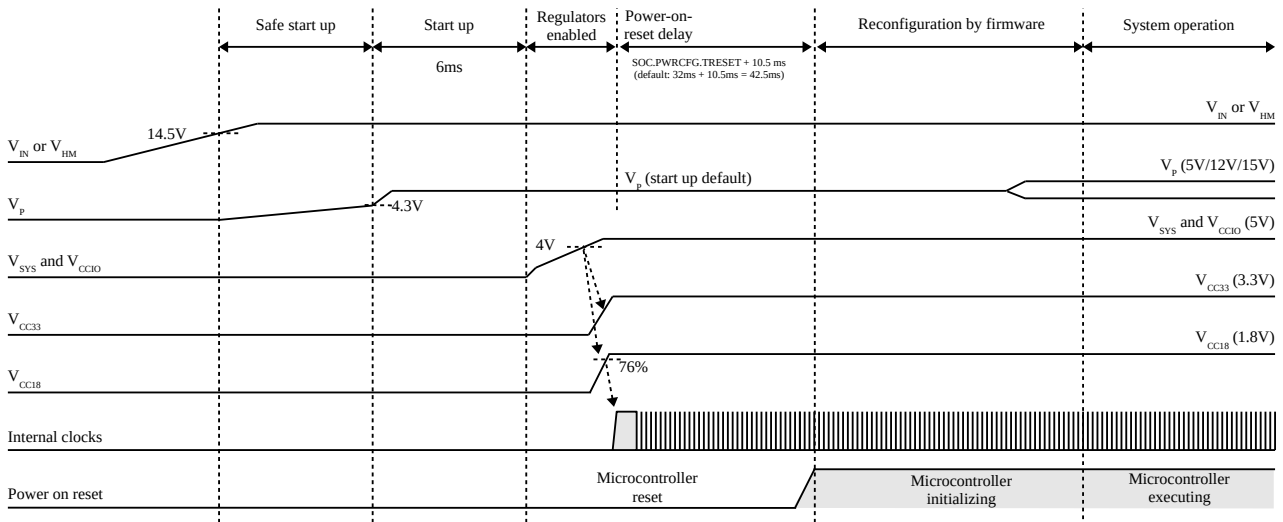 Safe start up
Start up
Regulators
enabled
Power-on-
reset delay
Reconfiguration by firmware
System operation
6ms
SOC.PWRCFG.TRESET + 10.5 ms
(default: 32ms + 10.5ms = 42.5ms)
VIN or VHM
14.5V
VIN or VHM
VP (5V/12V/15V)
VP (start up default)
VP
4.3V
VSYS and VCCIO (5V)
4V
VSYS and VCCIO
VCC33 (3.3V)
VCC33
VCC18 (1.8V)
76%
VCC18
Internal clocks
Microcontroller
reset
Microcontroller
initializing
Microcontroller
executing
Power on reset